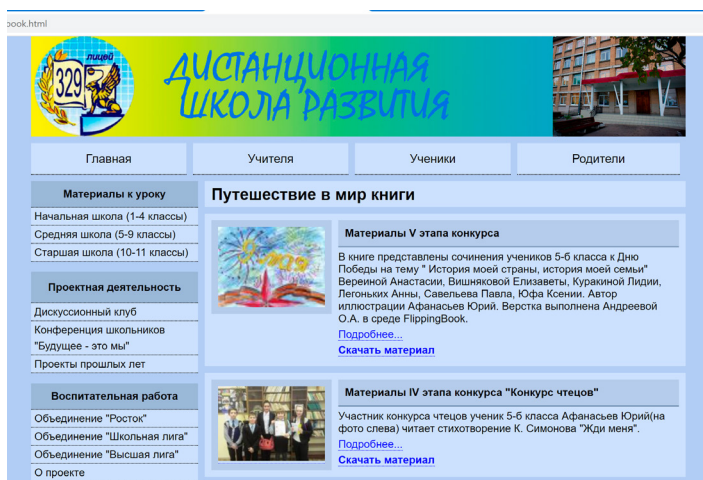 book.html
лицей
329
ДИСТАНЦИОННАЯ
ШКОЛА РАЗВИТИЯ
Главная
Учителя
Ученики
Родители
Материалы к уроку
Начальная школа (1-4 классы)
Средняя школа (5-9 классы)
Старшая школа (10-11 классы)
Проектная деятельность
Дискуссионный клуб
Конференция школьников
"Будущее - это мы"
Проекты прошлых лет
Воспитательная работа
Объединение "Росток"
Объединение "Школьная лига"
Объединение "Высшая лига"
О проекте
Путешествие в мир книги
9 мая
Материалы V этапа конкурса
В книге представлены сочинения учеников 5-б класса к Дню
Победы на тему " История моей страны, история моей семьи"
Вереиной Анастасии, Вишняковой Елизаветы, Куракиной Лидии,
Легоньких Анны, Савельева Павла, Юфа Ксении. Автор
иллюстрации Афанасьев Юрий. Верстка выполнена Андреевой
О.А. в среде FlippingBook.
Подробнее...
Скачать материал
Материалы IV этапа конкурса "Конкурс чтецов"
Участник конкурса чтецов ученик 5-б класса Афанасьев Юрий(на
фото слева) читает стихотворение К. Симонова "Жди меня".
Подробнее...
Скачать материал